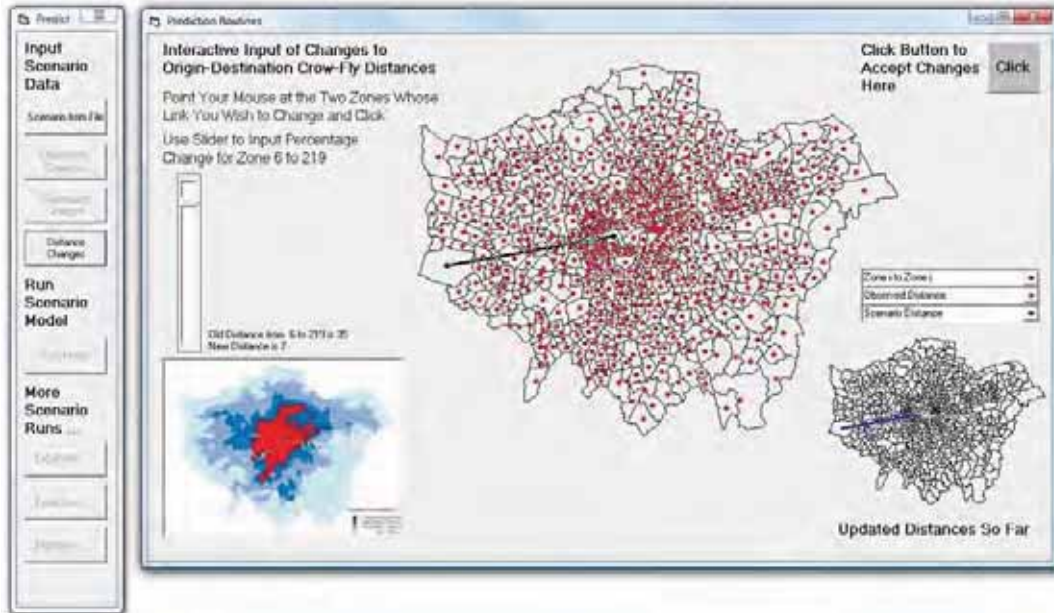 Predict
Input
Scenario
Data
Scenario from File
Distance
Changes
Run
Scenario
Model
More
Scenario
Runs ....
Prediction Routines
Interactive Input of Changes to
Origin-Destination Crow-Fly Distances
Point Your Mouse at the Two Zones Whose
Link You Wish to Change and Click
Use Slider to Input Percentage
Change for Zone 6 to 219
Old Distance from 6 to 219 is 35
New Distance is 7
Click Button to
Accept Changes
Here
Click
Zone i to Zone j
Observed Distance
Scenario Distance
Updated Distances So Far